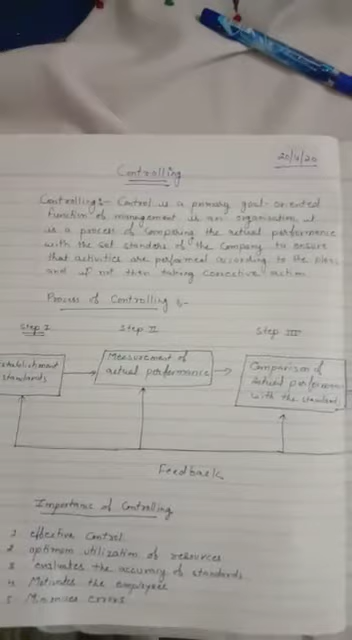 20/4/20
Controlling
Controlling:- Control is a primary goal-oriented
function of management in an organisation. It
is a process of comparing the actual performance
with the set standers of the company to ensure
that activities are performed according to the plans
and if not then taking corrective action
Process of Controlling :-
Step I Step II Step III
establishment standards
Measurement of
actual performance
Comparison of
Actual performance
with the standard
Feedback
Importance of Controlling
1 effective Control
2 optimum utilization of resources
3 evaluates the accuracy of standards
4 Motivates the employees
5 errors